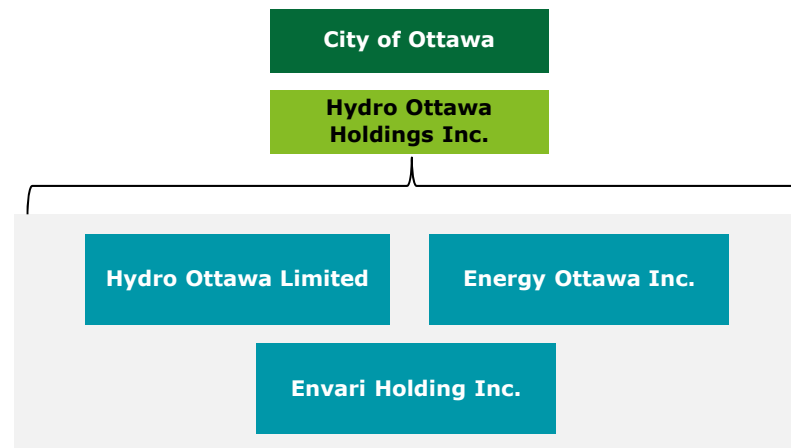 City of Ottawa
Hydro Ottawa
Holdings Inc.
Hydro Ottawa Limited
Energy Ottawa Inc.
Envari Holding Inc.